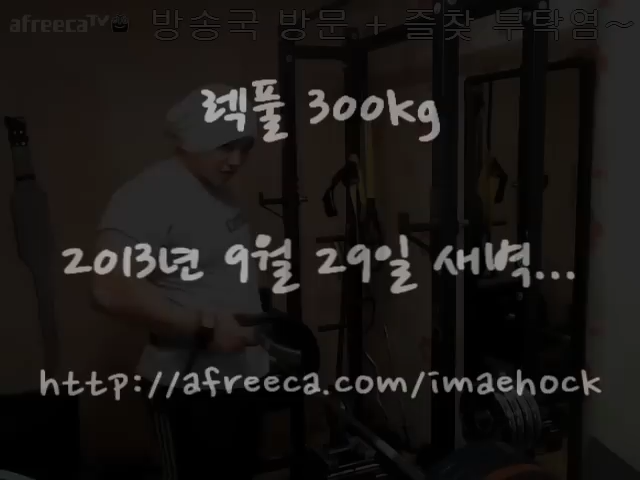 afreecaTV 방송국 방문 + 즐찾 부탁염~
렉풀 300kg
2013년 9월 29일 새벽...
http://afreeca.com/imaehock